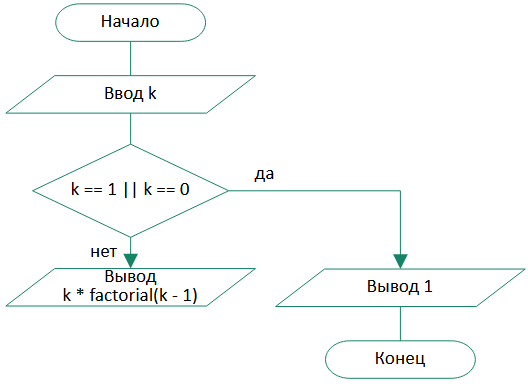 Начало
Ввод k
k == 1 || k == 0
да
нет
Вывод
k * factorial(k - 1)
Вывод 1
Конец